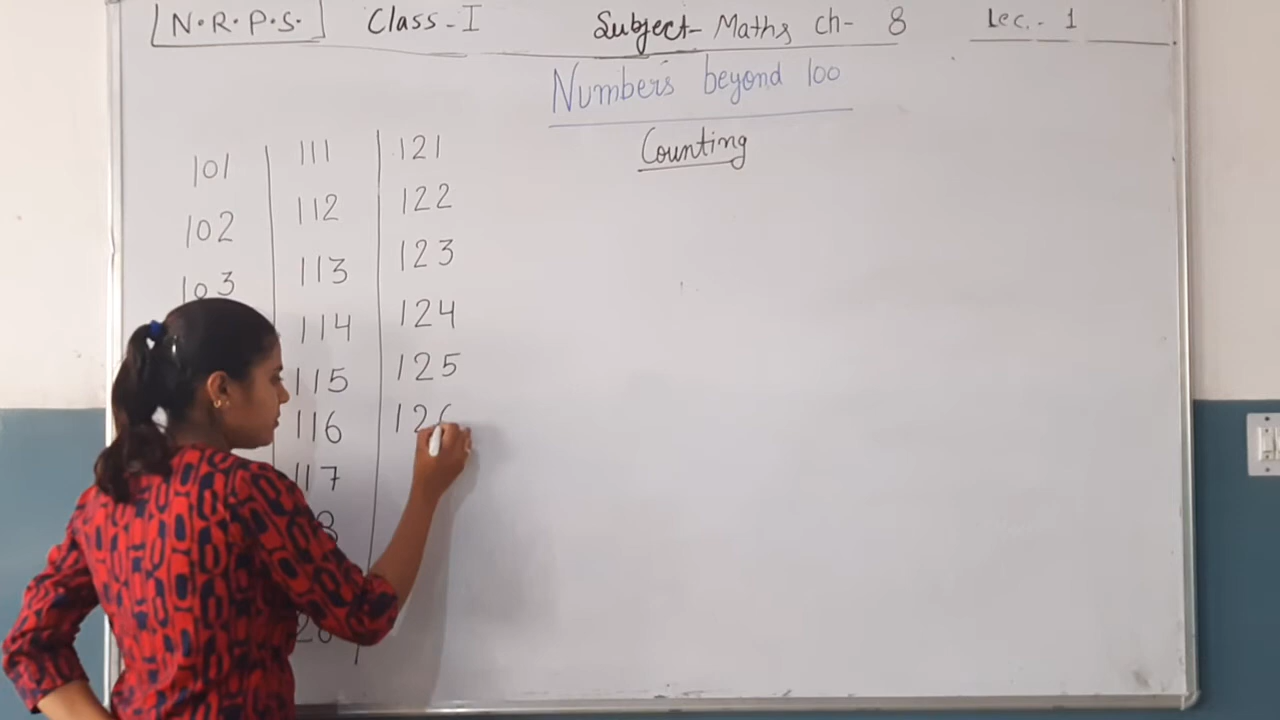 N.R.P.S. Class-I Subject- Maths ch- 8 Lec.- 1
Numbers beyond 100
Counting
101 111 121
102 112 122
103 113 123
114 124
115 125
116 126
117